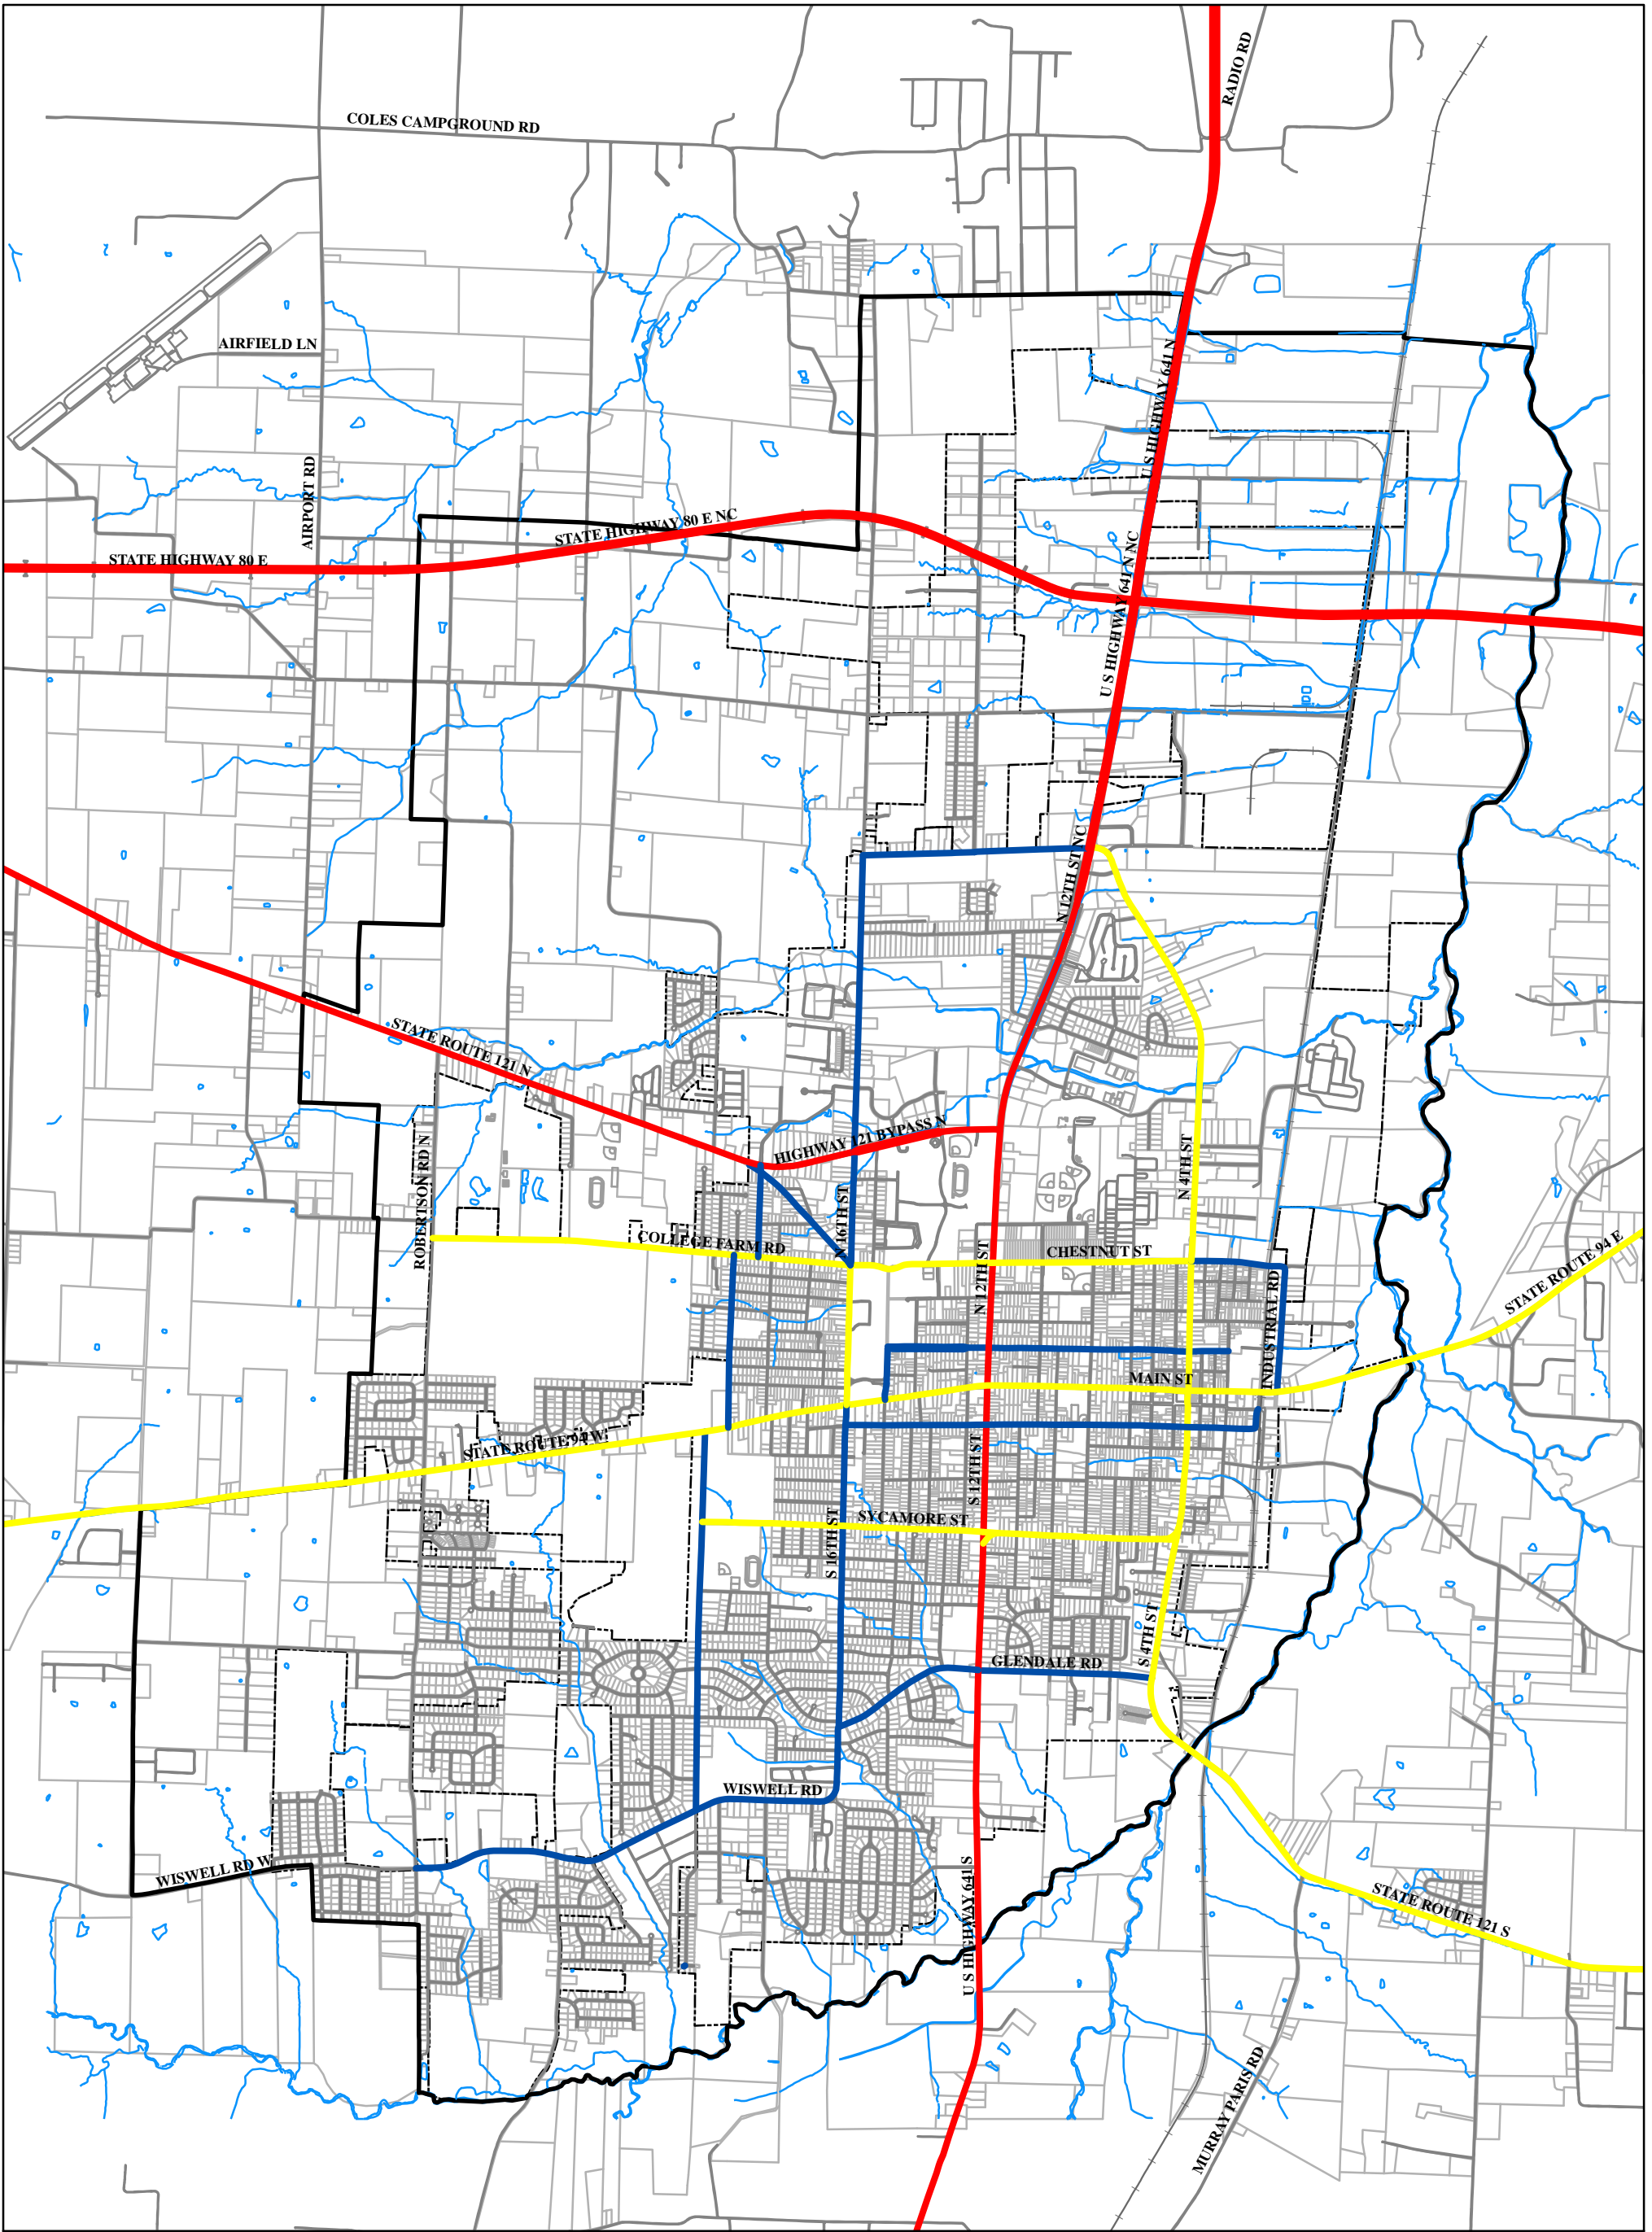 RADIO RD
COLES CAMPGROUND RD
AIRFIELD LN
U S HIGHWAY 641 N
AIRPORT RD
STATE HIGHWAY 80 E NC
STATE HIGHWAY 80 E
U S HIGHWAY 641 N NC
N 12TH ST NC
STATE ROUTE 121 N
HIGHWAY 121 BYPASS N
ROBERTSON RD N
N 4TH ST
N 16TH ST
COLLEGE FARM RD
CHESTNUT ST
N 12TH ST
STATE ROUTE 94 E
INDUSTRIAL RD
MAIN ST
STATE ROUTE 94 W
S 12TH ST
SYCAMORE ST
S 16TH ST
S 4TH ST
GLENDALE RD
WISWELL RD
WISWELL RD W
U S HIGHWAY 641 S
STATE ROUTE 121 S
MURRAY PARIS RD